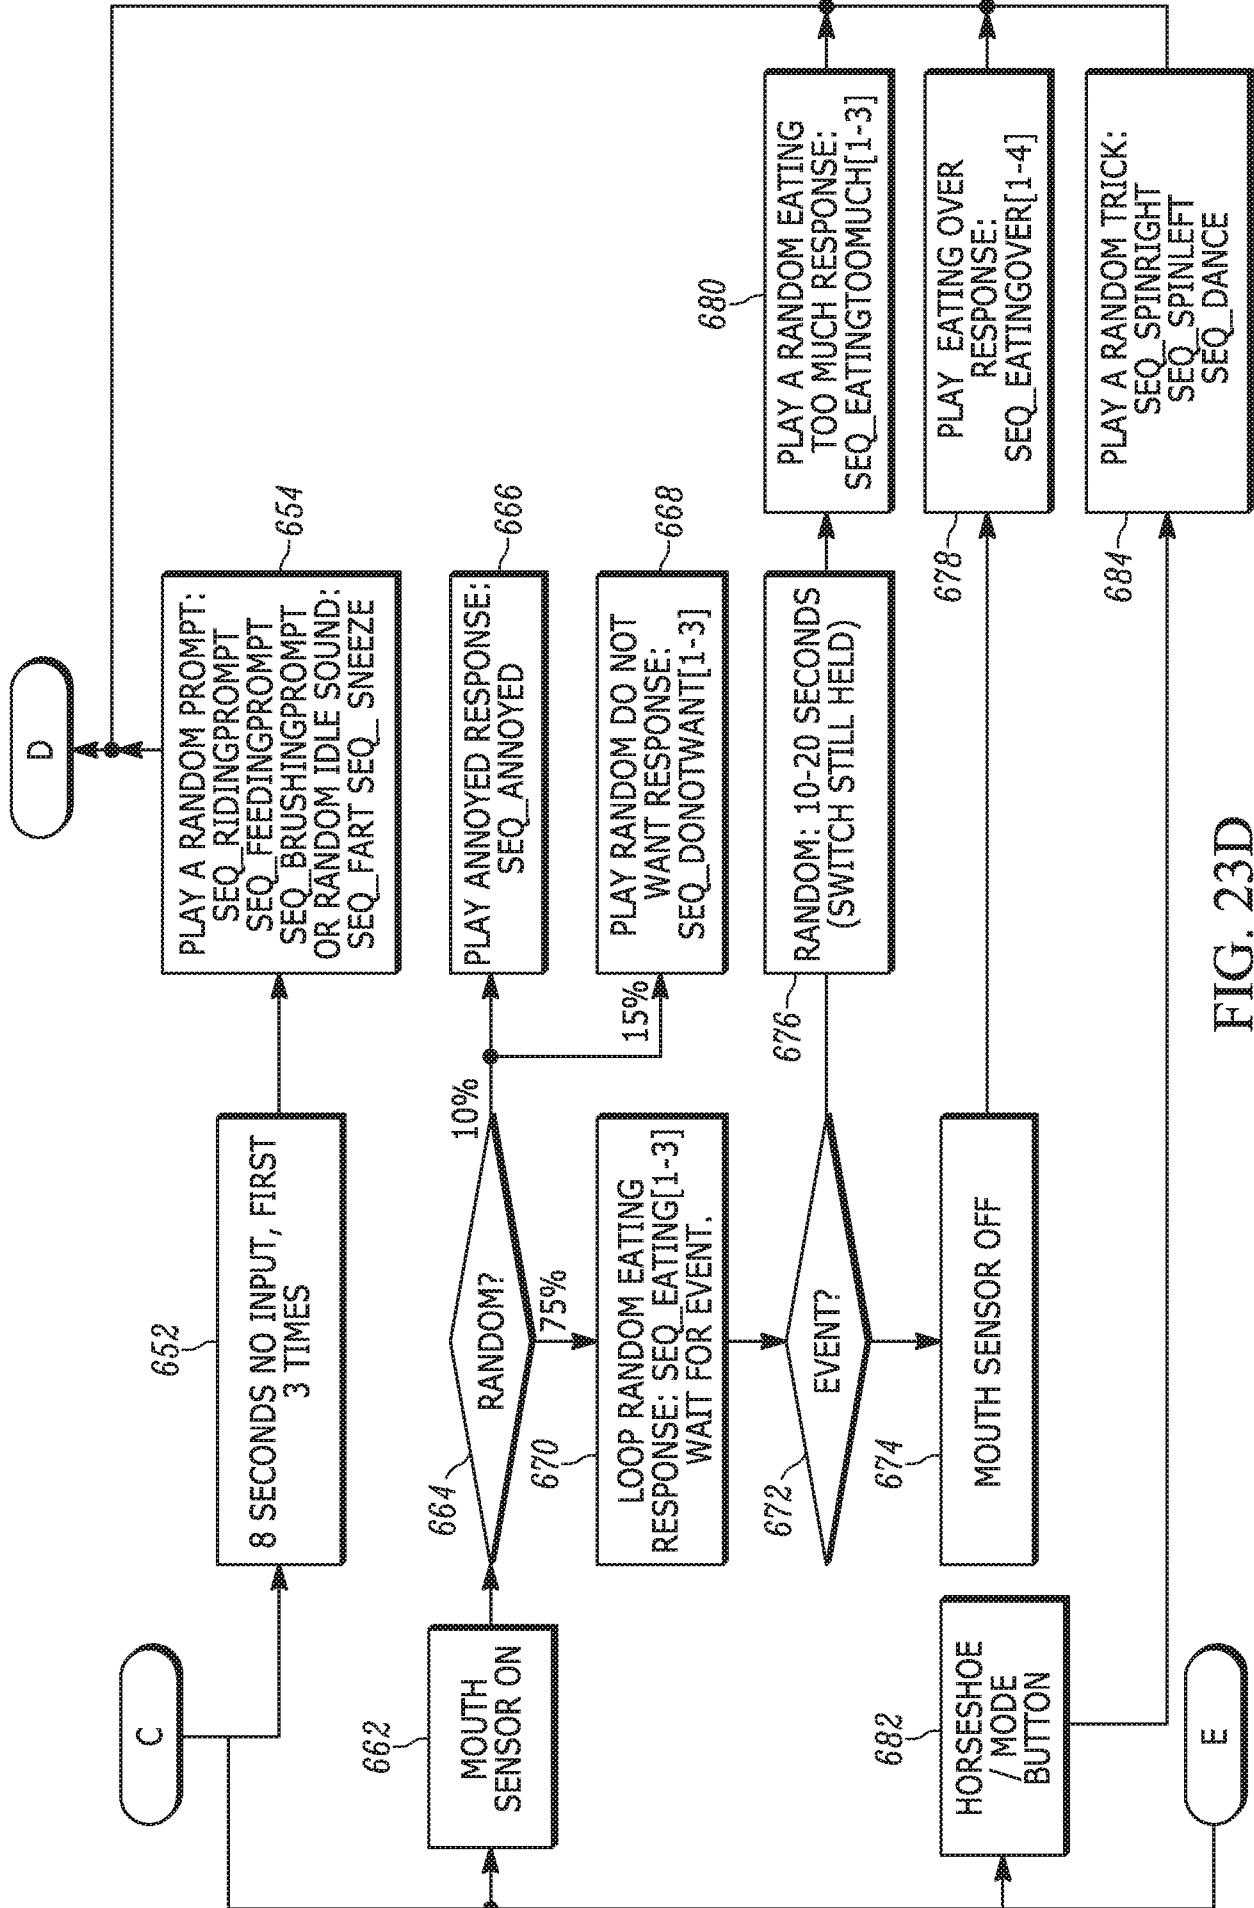 D
PLAY A RANDOM PROMPT:
SEQ_RIDINGPROMPT
SEQ_FEEDINGPROMPT
SEQ_BRUSHINGPROMPT
OR RANDOM IDLE SOUND:
SEQ_FART SEQ_SNEEZE
654
C
8 SECONDS NO INPUT, FIRST
3 TIMES
652
MOUTH
SENSOR ON
662
RANDOM?
664
10%
15%
75%
PLAY ANNOYED RESPONSE:
SEQ_ANNOYED
666
PLAY RANDOM DO NOT
WANT RESPONSE:
SEQ_DONOTWANT[1-3]
668
LOOP RANDOM EATING
RESPONSE: SEQ_EATING[1-3]
WAIT FOR EVENT.
670
EVENT?
672
RANDOM: 10-20 SECONDS
(SWITCH STILL HELD)
676
PLAY A RANDOM EATING
TOO MUCH RESPONSE:
SEQ_EATINGTOOMUCH[1-3]
680
MOUTH SENSOR OFF
674
PLAY EATING OVER
RESPONSE:
SEQ_EATINGOVER[1-4]
678
HORSESHOE
/MODE
BUTTON
682
PLAY A RANDOM TRICK:
SEQ_SPINRIGHT
SEQ_SPINLEFT
SEQ_DANCE
684
E
FIG. 23D